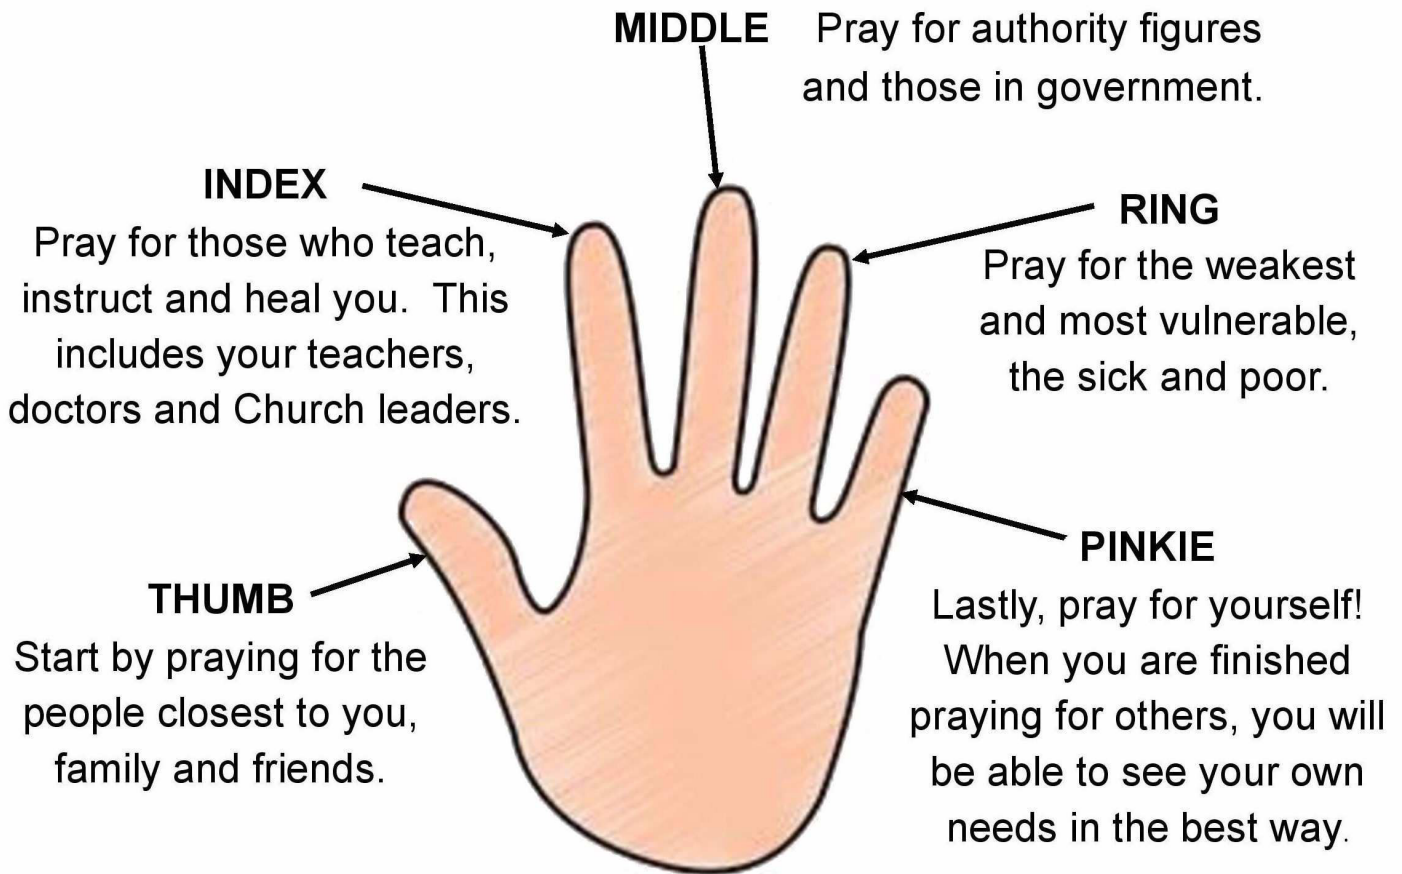 MIDDLE Pray for authority figures
and those in government.
INDEX
Pray for those who teach,
instruct and heal you.  This
includes your teachers,
doctors and Church leaders.
RING
Pray for the weakest
and most vulnerable,
the sick and poor.
THUMB
Start by praying for the
people closest to you,
family and friends.
PINKIE
Lastly, pray for yourself!
When you are finished
praying for others, you will
be able to see your own
needs in the best way.